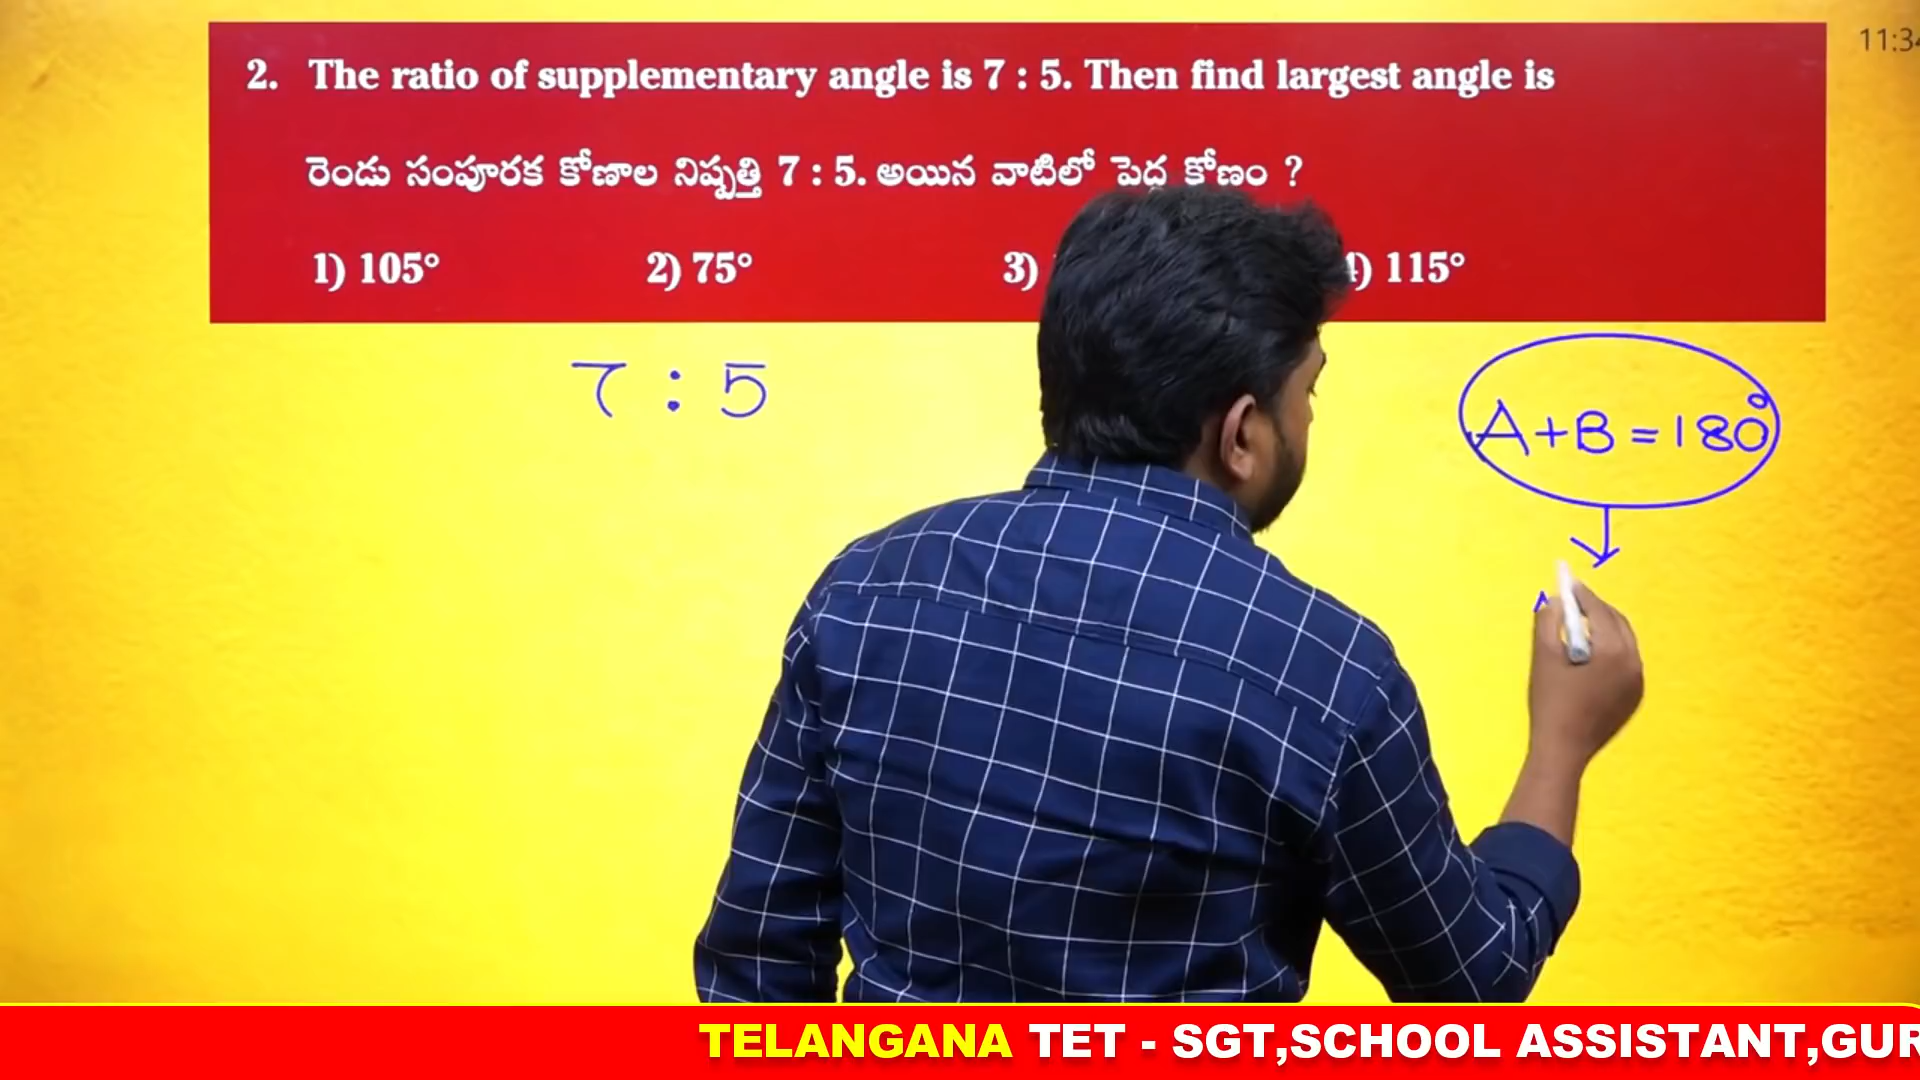 11:34
2. The ratio of supplementary angle is 7 : 5. Then find largest angle is
రెండు సంపూరక కోణాల నిష్పత్తి 7 : 5. అయిన వాటిలో పెద్ద కోణం ?
1) 105° 2) 75° 3) 4) 115°
7 : 5
A+B=180°
TELANGANA TET - SGT,SCHOOL ASSISTANT,GUR